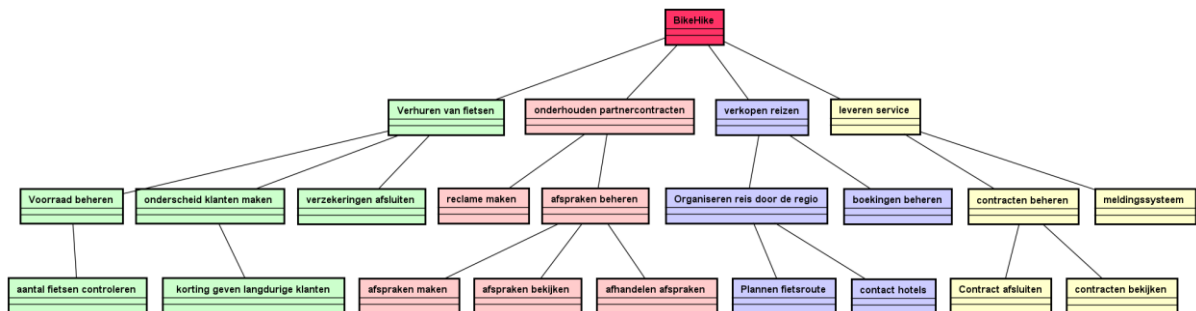 BikeHike
Verhuren van fietsen
onderhouden partnercontracten
verkopen reizen
leveren service
Voorraad beheren
onderscheid klanten maken
verzekeringen afsluiten
reclame maken
afspraken beheren
Organiseren reis door de regio
boekingen beheren
contracten beheren
meldingssysteem
aantal fietsen controleren
korting geven langdurige klanten
afspraken maken
afspraken bekijken
afhandelen afspraken
Plannen fietsroute
contact hotels
Contract afsluiten
contracten bekijken